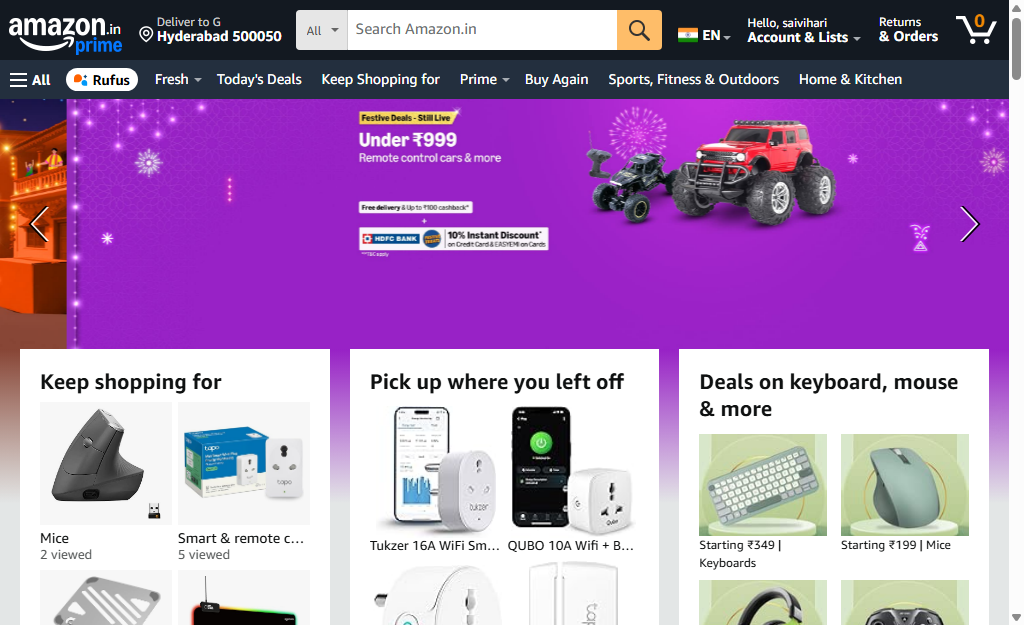 amazon.in
prime
Deliver to G
Hyderabad 500050
All
Search Amazon.in
EN
Hello, saivihari
Account & Lists
Returns
& Orders
0
All
Rufus
Fresh
Today's Deals
Keep Shopping for
Prime
Buy Again
Sports, Fitness & Outdoors
Home & Kitchen
Festive Deals - Still Live
Under ₹999
Remote control cars & more
Free delivery & Up to ₹100 cashback*
+
HDFC BANK
10% Instant Discount*
on Credit Card & EASYEMI on Cards
*T&C apply
Keep shopping for
Mice
2 viewed
Smart & remote c…
5 viewed
Pick up where you left off
Tukzer 16A WiFi Sm…
QUBO 10A Wifi + B…
Deals on keyboard, mouse
& more
Starting ₹349 |
Keyboards
Starting ₹199 | Mice
tapo
tapo
tukzer
Qubo
tapo